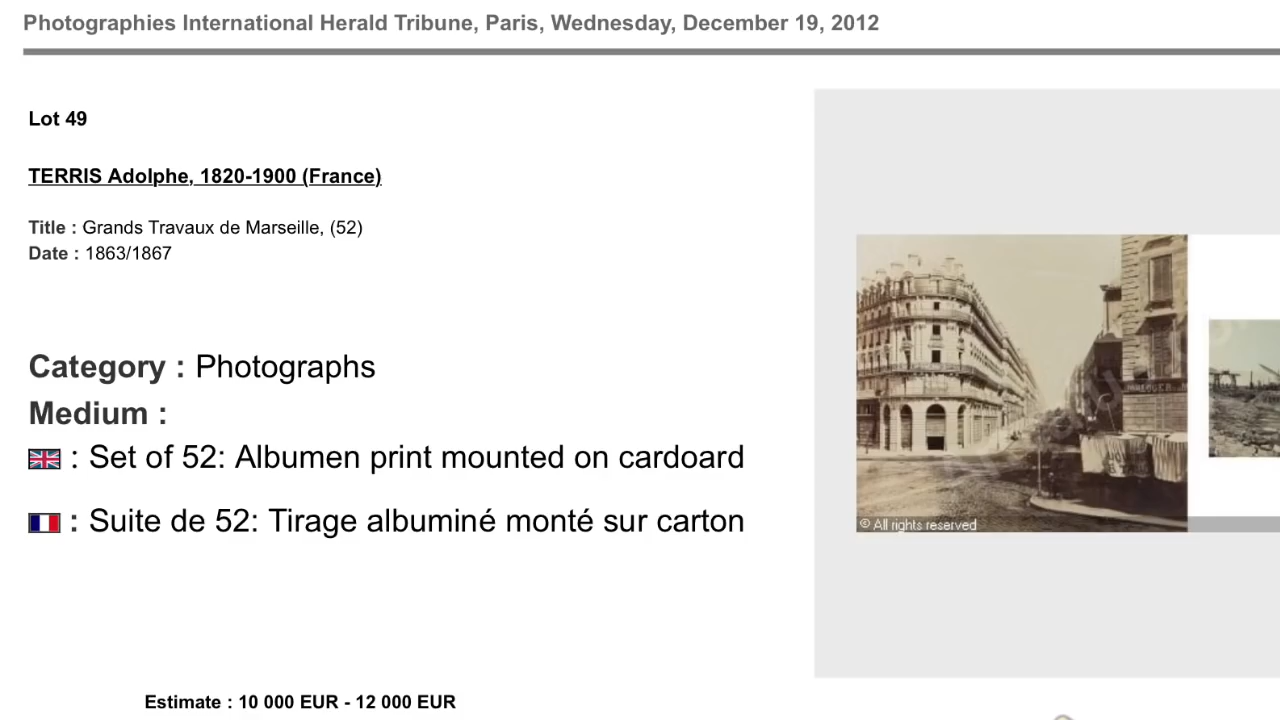 Photographies International Herald Tribune, Paris, Wednesday, December 19, 2012
Lot 49
TERRIS Adolphe, 1820-1900 (France)
Title : Grands Travaux de Marseille, (52)
Date : 1863/1867
Category : Photographs
Medium :
: Set of 52: Albumen print mounted on cardoard
: Suite de 52: Tirage albuminé monté sur carton
Estimate : 10 000 EUR - 12 000 EUR
© All rights reserved